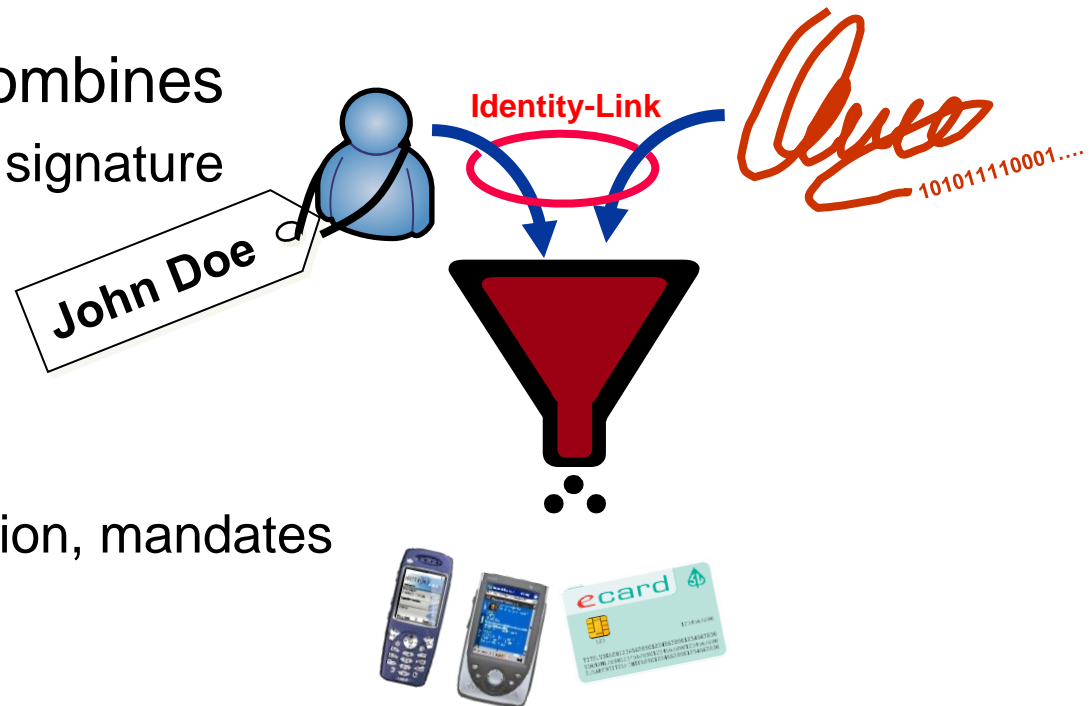 ombines
signature
Identity-Link
101011110001....
John Doe
ion, mandates
ecard